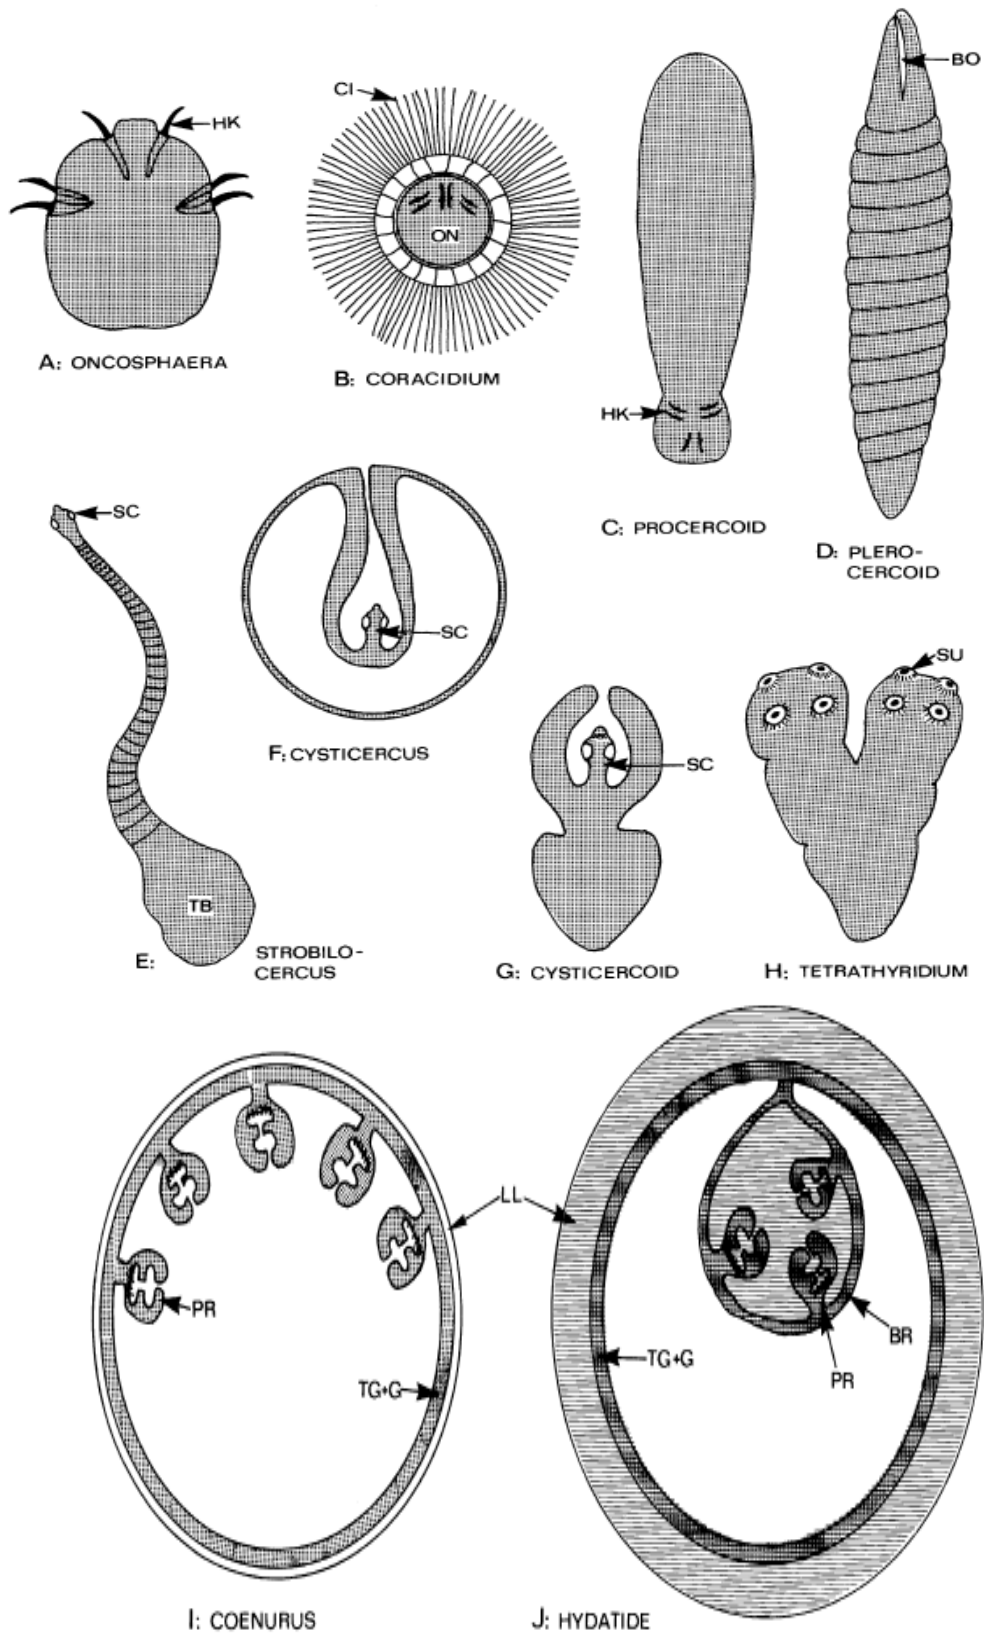 HK
A: ONCOSPHAERA
CI
ON
B: CORACIDIUM
HK
C: PROCERCOID
BO
D: PLERO-
CERCOID
SC
TB
E: STROBILO-
CERCUS
SC
F: CYSTICERCUS
SC
G: CYSTICERCOID
SU
H: TETRATHYRIDIUM
LL
PR
TG+G
I: COENURUS
TG+G
BR
PR
J: HYDATIDE